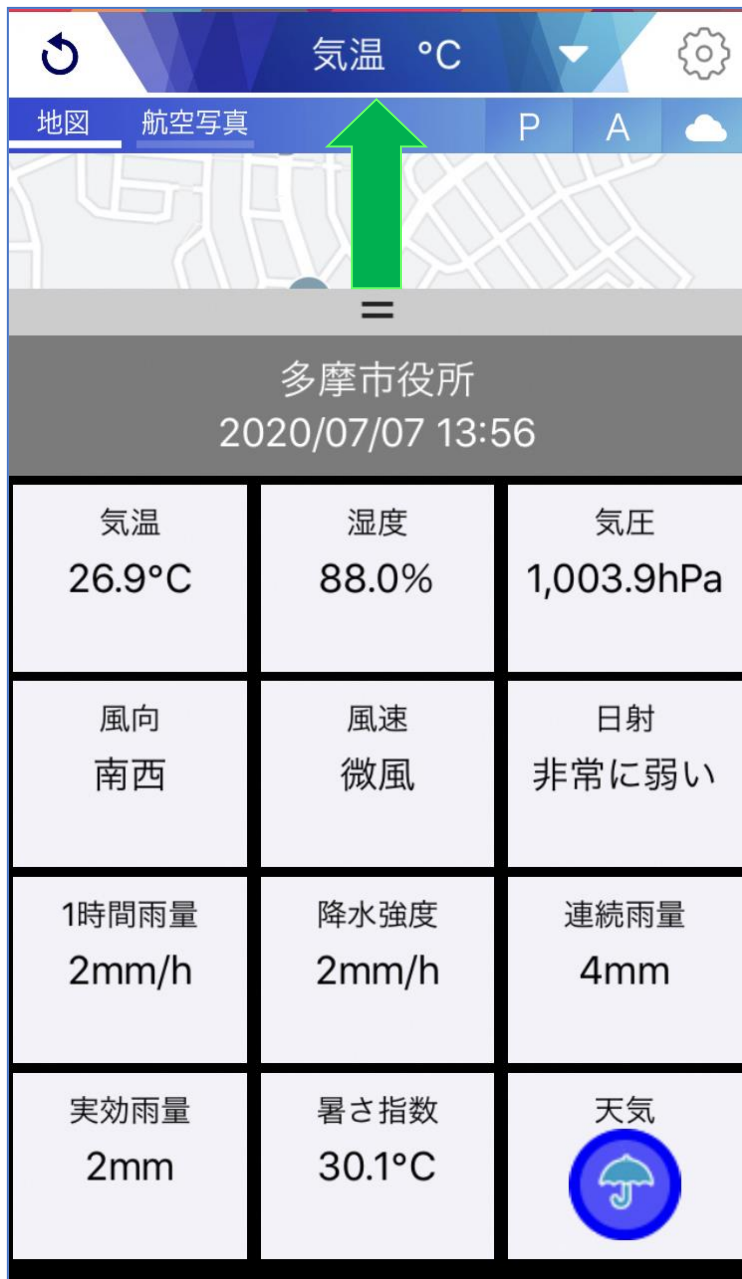 気温 °C
地図 航空写真 P A
多摩市役所
2020/07/07 13:56
気温 湿度 気圧
26.9°C 88.0% 1,003.9hPa
風向 風速 日射
南西 微風 非常に弱い
1時間雨量 降水強度 連続雨量
2mm/h 2mm/h 4mm
実効雨量 暑さ指数 天気
2mm 30.1°C